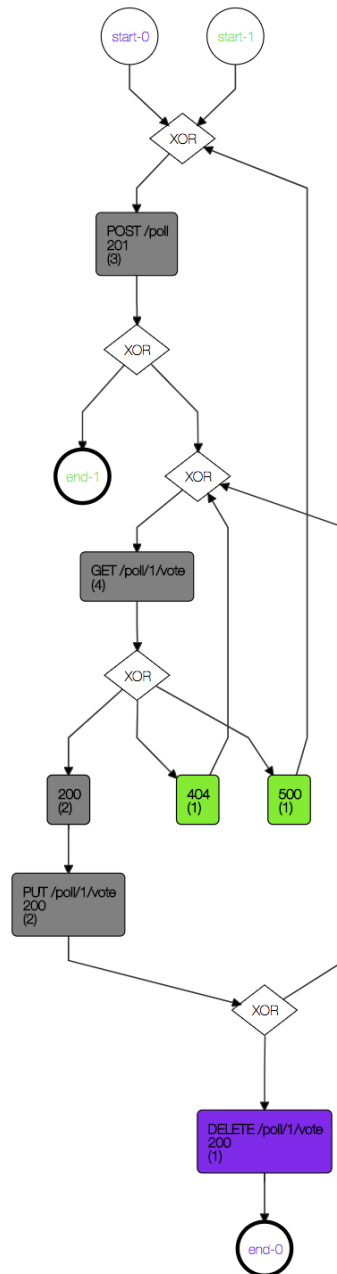 start-0
start-1
XOR
POST /poll
201
(3)
XOR
end-1
XOR
GET /poll/1/vote
(4)
XOR
200
(2)
404
(1)
500
(1)
PUT /poll/1/vote
200
(2)
XOR
DELETE /poll/1/vote
200
(1)
end-0